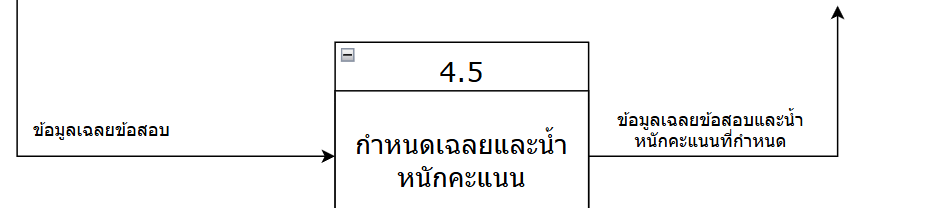 4.5
ข้อมูลเฉลยข้อสอบ
กำหนดเฉลยและน้ำ
หนักคะแนน
ข้อมูลเฉลยข้อสอบและน้ำ
หนักคะแนนที่กำหนด